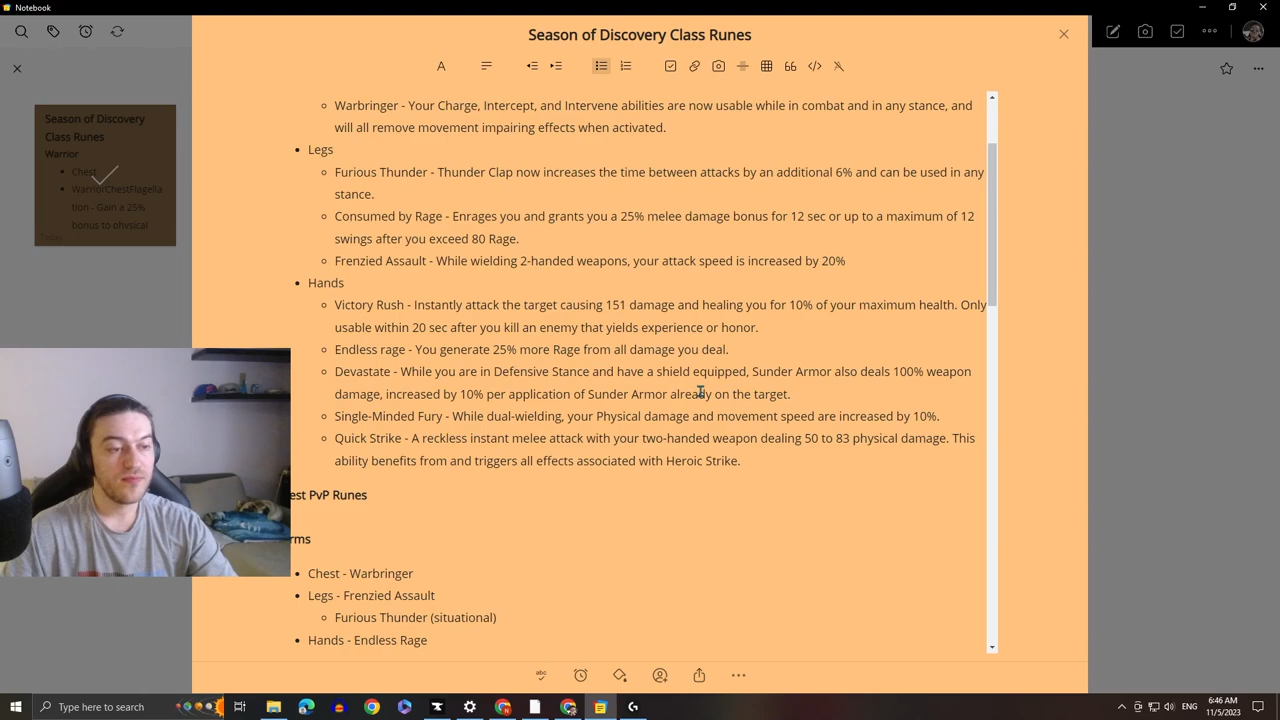 Notebook
Season of Discovery Class Runes
Season of Discovery
Class Runes
Warrior
Chest
WarriorChestFlagella
tion - Gain a 25%
bonus to physical
Today
Warbringer - Your Charge, Intercept, and Intervene abilities are now usable while in combat and in any stance, and
will all remove movement impairing effects when activated.
Legs
Furious Thunder - Thunder Clap now increases the time between attacks by an additional 6% and can be used in any
stance.
Consumed by Rage - Enrages you and grants you a 25% melee damage bonus for 12 sec or up to a maximum of 12
swings after you exceed 80 Rage.
Frenzied Assault - While wielding 2-handed weapons, your attack speed is increased by 20%
Hands
Victory Rush - Instantly attack the target causing 151 damage and healing you for 10% of your maximum health. Only
usable within 20 sec after you kill an enemy that yields experience or honor.
Endless rage - You generate 25% more Rage from all damage you deal.
Devastate - While you are in Defensive Stance and have a shield equipped, Sunder Armor also deals 100% weapon
damage, increased by 10% per application of Sunder Armor already on the target.
Single-Minded Fury - While dual-wielding, your Physical damage and movement speed are increased by 10%.
Quick Strike - A reckless instant melee attack with your two-handed weapon dealing 50 to 83 physical damage. This
ability benefits from and triggers all effects associated with Heroic Strike.
est PvP Runes
rms
Chest - Warbringer
Legs - Frenzied Assault
Furious Thunder (situational)
Hands - Endless Rage
abc
Type here to search
ENG
6:46 AM
11/5/2023